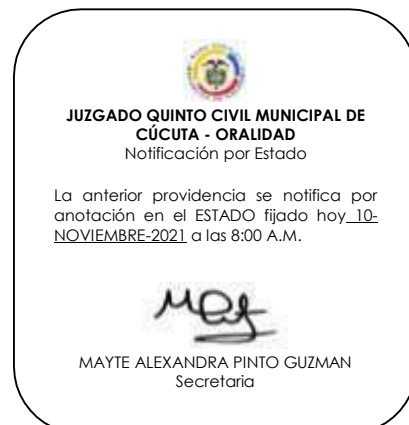 JUZGADO QUINTO CIVIL MUNICIPAL DE
CÚCUTA - ORALIDAD
Notificación por Estado
La anterior providencia se notifica por
anotación en el ESTADO fijado hoy 10-
NOVIEMBRE-2021 a las 8:00 A.M.
MAYTE ALEXANDRA PINTO GUZMAN
Secretaria